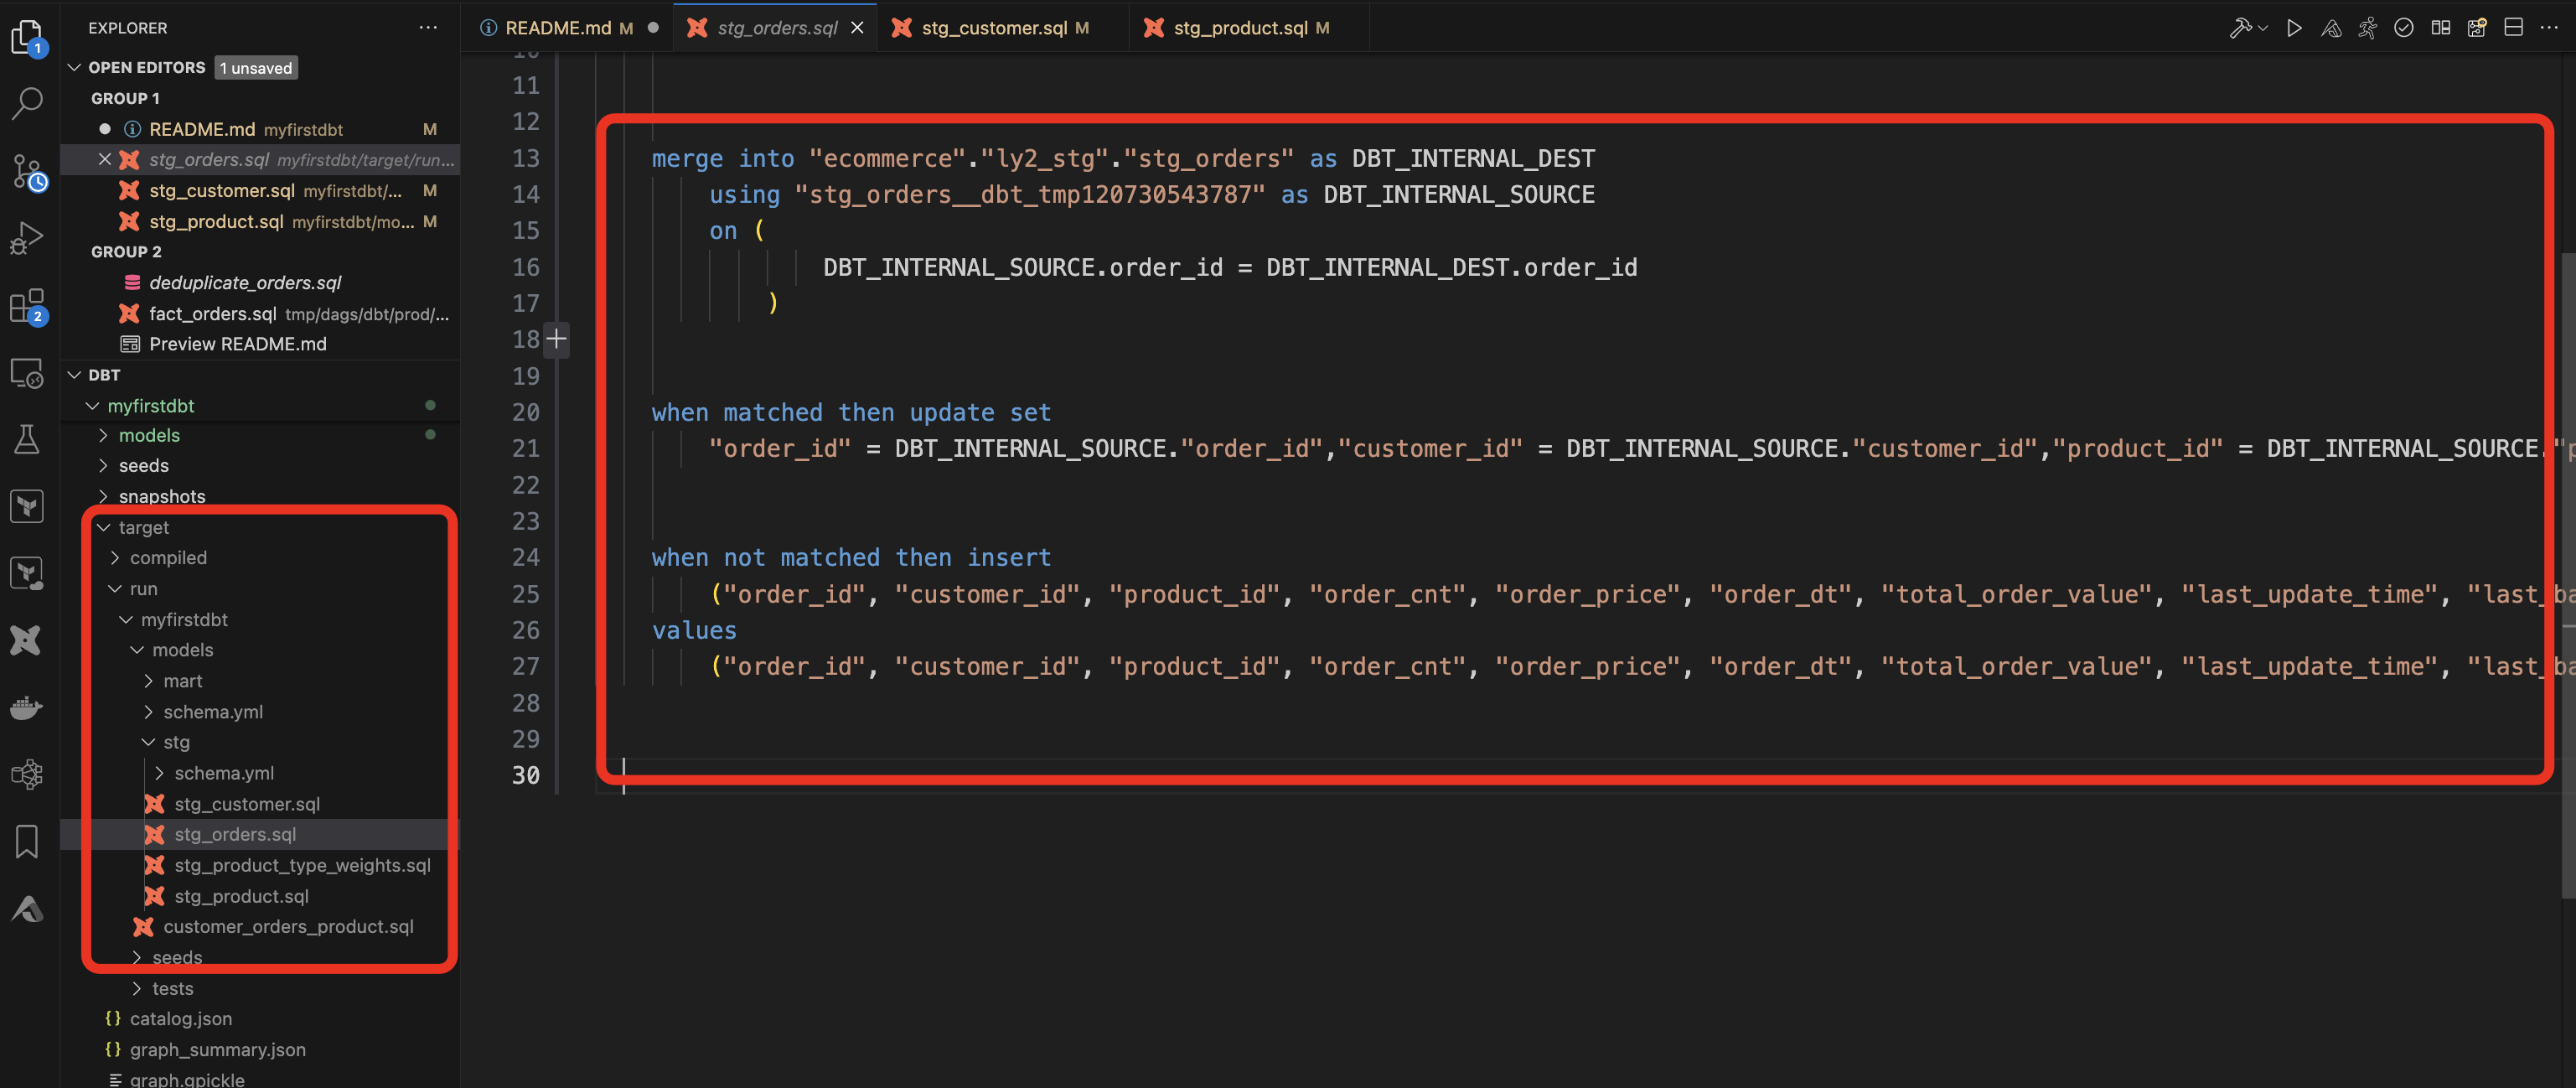 EXPLORER
OPEN EDITORS 1 unsaved
GROUP 1
README.md myfirstdbt M
stg_orders.sql myfirstdbt/target/run...
stg_customer.sql myfirstdbt/... M
stg_product.sql myfirstdbt/mo... M
GROUP 2
deduplicate_orders.sql
fact_orders.sql tmp/dags/dbt/prod/...
Preview README.md
DBT
myfirstdbt
models
seeds
snapshots
target
compiled
run
myfirstdbt
models
mart
schema.yml
stg
schema.yml
stg_customer.sql
stg_orders.sql
stg_product_type_weights.sql
stg_product.sql
customer_orders_product.sql
seeds
tests
catalog.json
graph_summary.json
graph.gpickle
1
2
README.md M
stg_orders.sql
stg_customer.sql M
stg_product.sql M
10
11
12
13 merge into "ecommerce"."ly2_stg"."stg_orders" as DBT_INTERNAL_DEST
14 using "stg_orders__dbt_tmp120730543787" as DBT_INTERNAL_SOURCE
15 on (
16 DBT_INTERNAL_SOURCE.order_id = DBT_INTERNAL_DEST.order_id
17 )
18
19
20 when matched then update set
21 "order_id" = DBT_INTERNAL_SOURCE."order_id","customer_id" = DBT_INTERNAL_SOURCE."customer_id","product_id" = DBT_INTERNAL_SOURCE."p
22
23
24 when not matched then insert
25 ("order_id", "customer_id", "product_id", "order_cnt", "order_price", "order_dt", "total_order_value", "last_update_time", "last_ba
26 values
27 ("order_id", "customer_id", "product_id", "order_cnt", "order_price", "order_dt", "total_order_value", "last_update_time", "last_ba
28
29
30